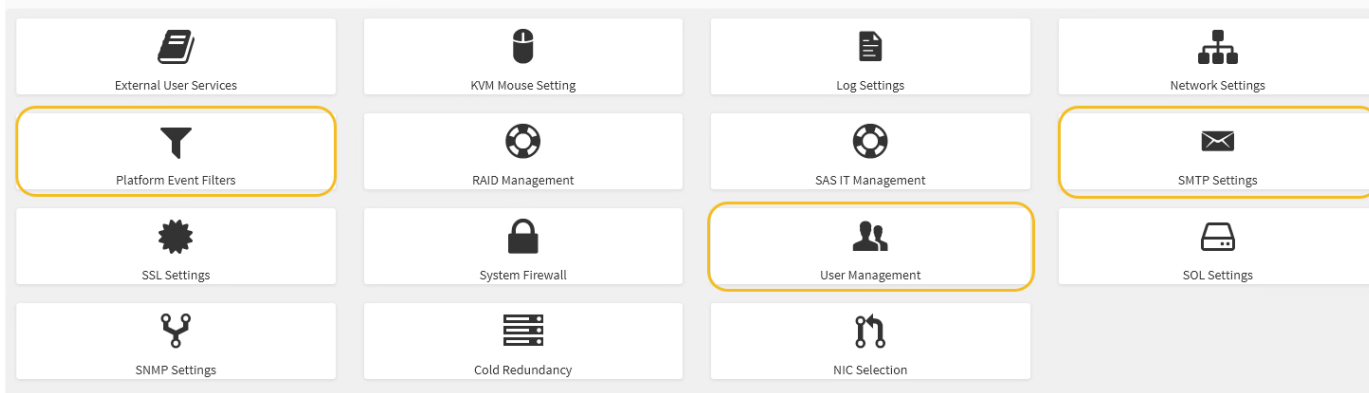 External User Services
KVM Mouse Setting
Log Settings
Network Settings
Platform Event Filters
RAID Management
SAS IT Management
SMTP Settings
SSL Settings
System Firewall
User Management
SOL Settings
SNMP Settings
Cold Redundancy
NIC Selection